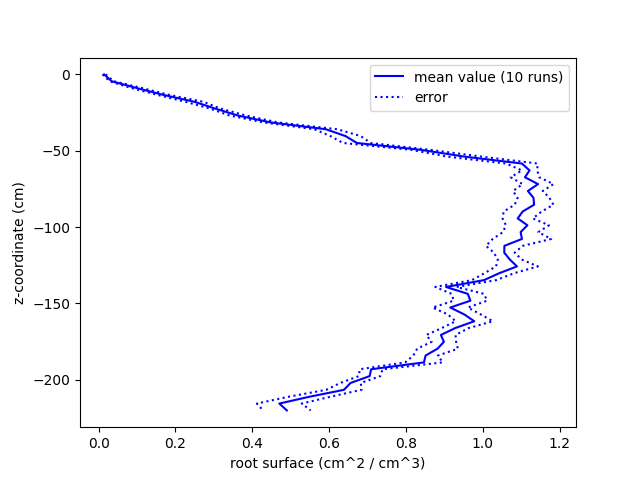 mean value (10 runs)
error
0
−50
−100
−150
−200
z-coordinate (cm)
0.0 0.2 0.4 0.6 0.8 1.0 1.2
root surface (cm^2 / cm^3)